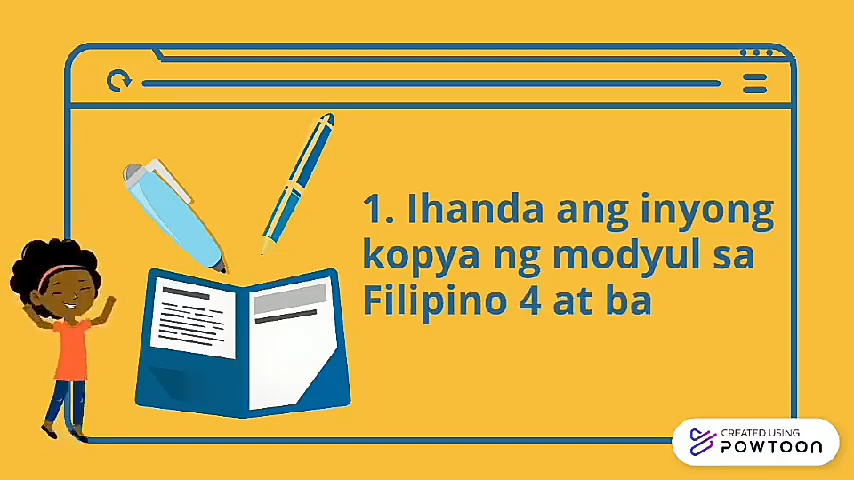 1. Ihanda ang inyong
kopya ng modyul sa
Filipino 4 at ba
CREATED USING
POWTOON